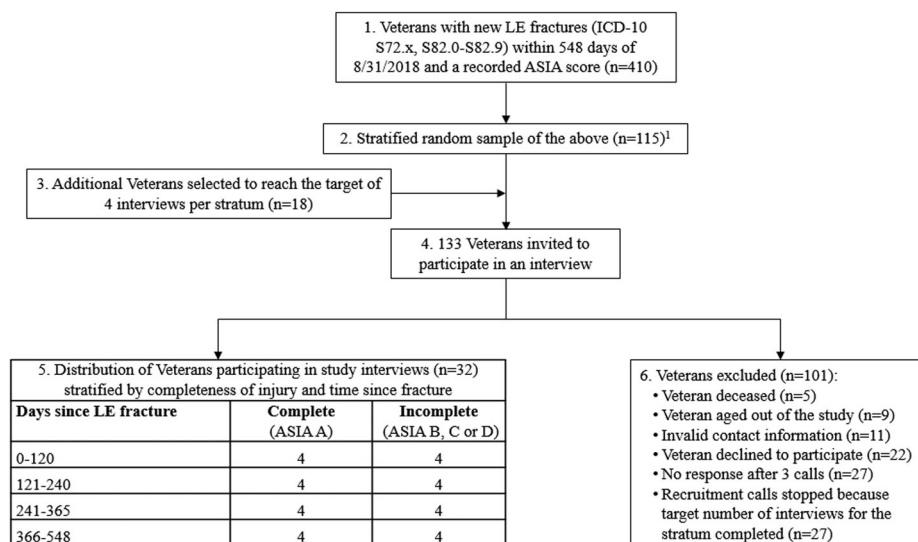 1. Veterans with new LE fractures (ICD-10
S72.x, S82.0-S82.9) within 548 days of
8/31/2018 and a recorded ASIA score (n=410)
2. Stratified random sample of the above (n=115)¹
3. Additional Veterans selected to reach the target of
4 interviews per stratum (n=18)
4. 133 Veterans invited to
participate in an interview
5. Distribution of Veterans participating in study interviews (n=32)
stratified by completeness of injury and time since fracture
Days since LE fracture Complete Incomplete
(ASIA A) (ASIA B, C or D)
0-120 4 4
121-240 4 4
241-365 4 4
366-548 4 4
6. Veterans excluded (n=101):
• Veteran deceased (n=5)
• Veteran aged out of the study (n=9)
• Invalid contact information (n=11)
• Veteran declined to participate (n=22)
• No response after 3 calls (n=27)
• Recruitment calls stopped because
target number of interviews for the
stratum completed (n=27)